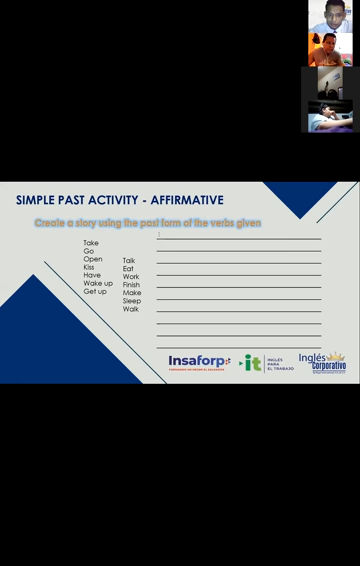 SIMPLE PAST ACTIVITY - AFFIRMATIVE
Create a story using the past form of the verbs given
:
Take
Go
Open
Kiss
Have
Wake up
Get up
Talk
Eat
Work
Finish
Make
Sleep
Walk
Insaforp
it
INGLÉS
PARA
EL TRABAJO
Inglés
Corporativo